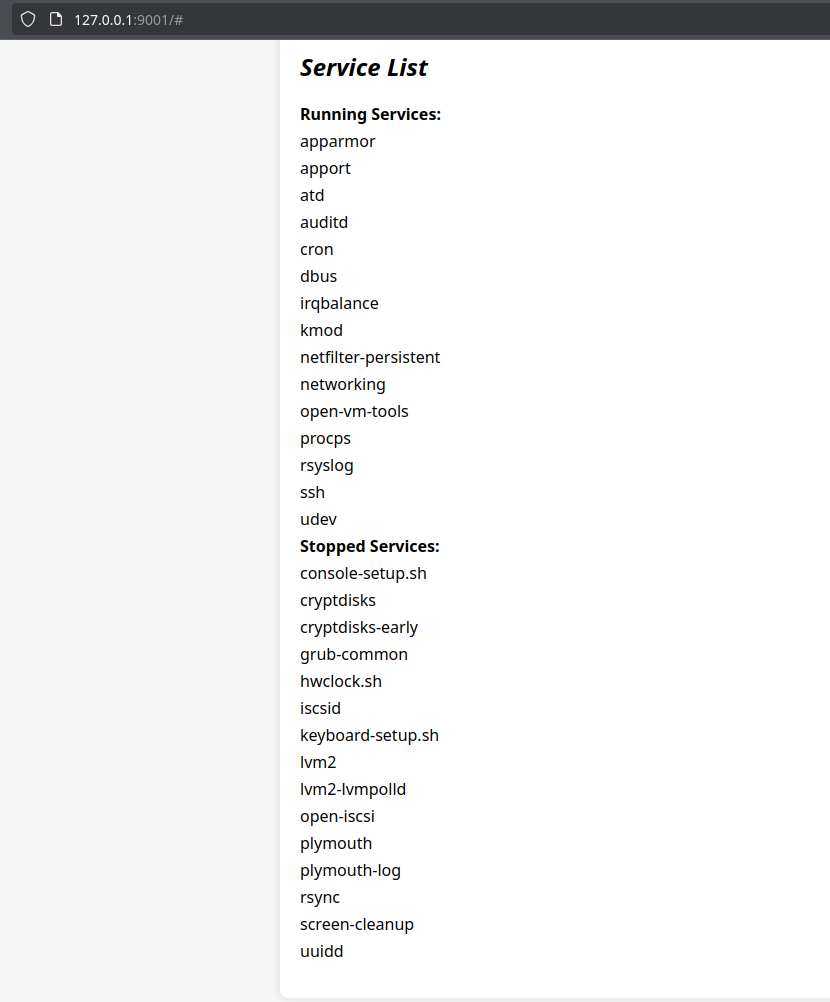 127.0.0.1:9001/#
Service List
Running Services:
apparmor
apport
atd
auditd
cron
dbus
irqbalance
kmod
netfilter-persistent
networking
open-vm-tools
procps
rsyslog
ssh
udev
Stopped Services:
console-setup.sh
cryptdisks
cryptdisks-early
grub-common
hwclock.sh
iscsid
keyboard-setup.sh
lvm2
lvm2-lvmpolld
open-iscsi
plymouth
plymouth-log
rsync
screen-cleanup
uuidd